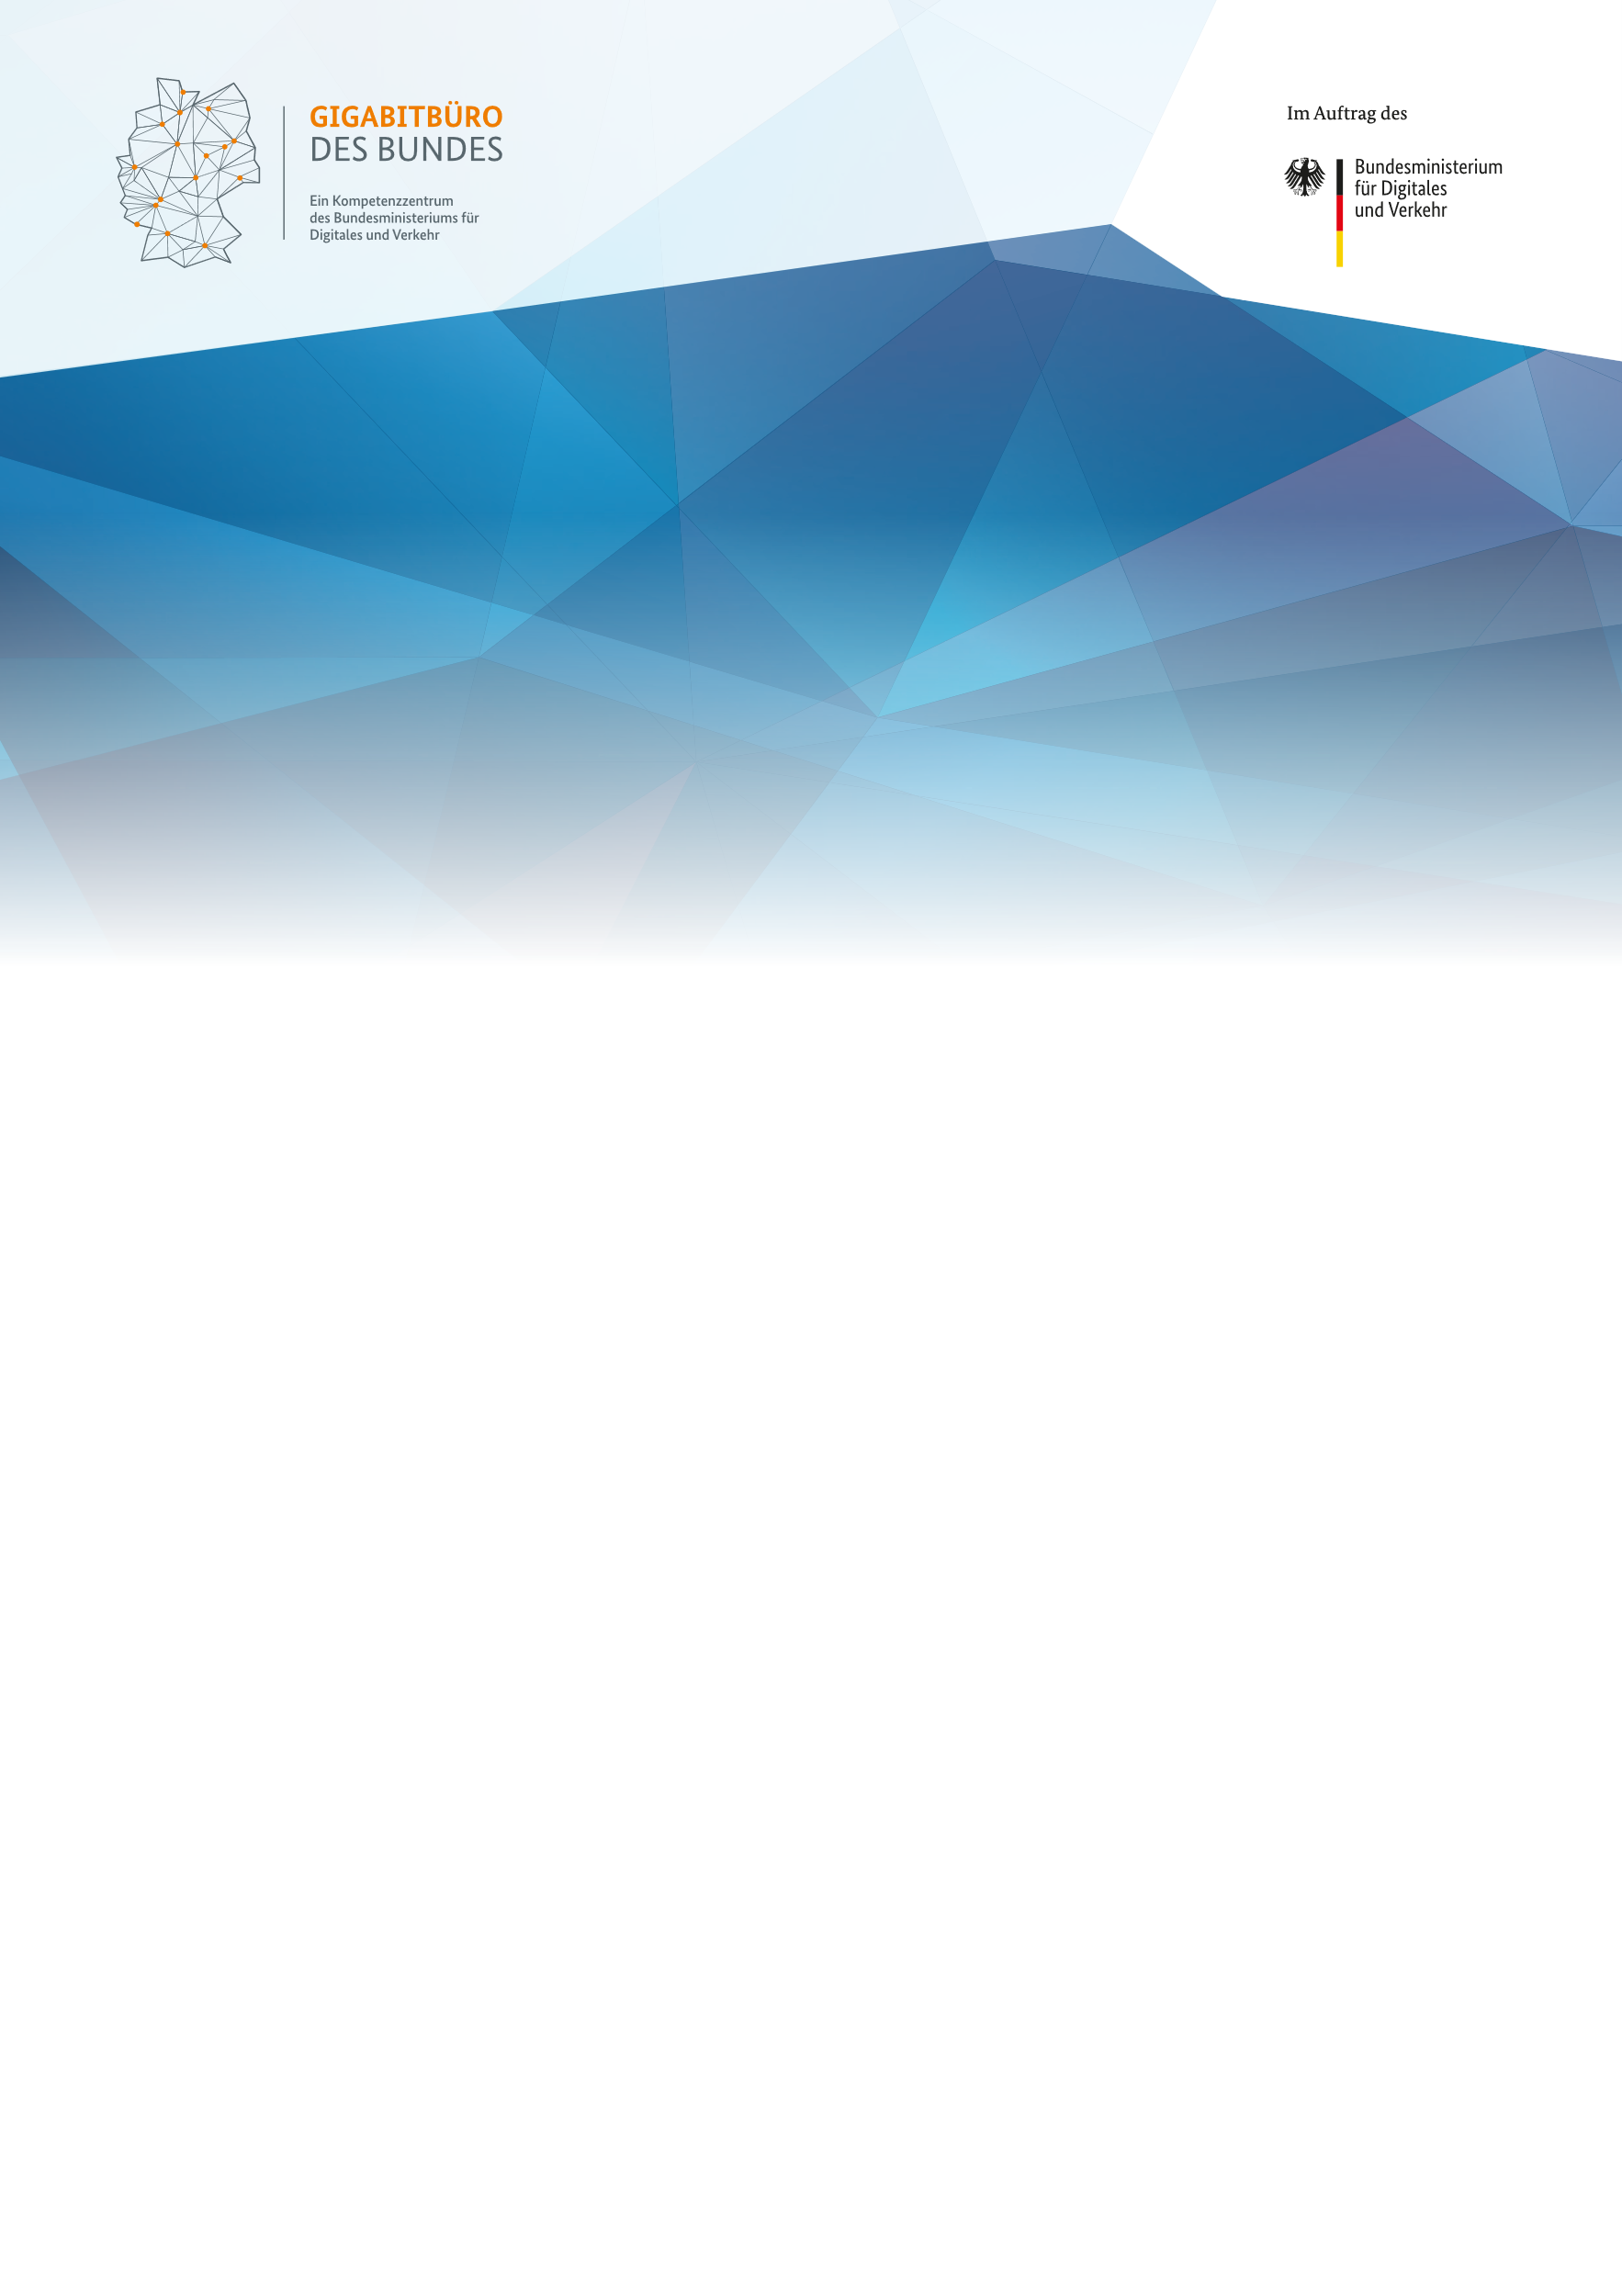 GIGABITBÜRO
DES BUNDES
Ein Kompetenzzentrum
des Bundesministeriums für
Digitales und Verkehr
Im Auftrag des
Bundesministerium
für Digitales
und Verkehr